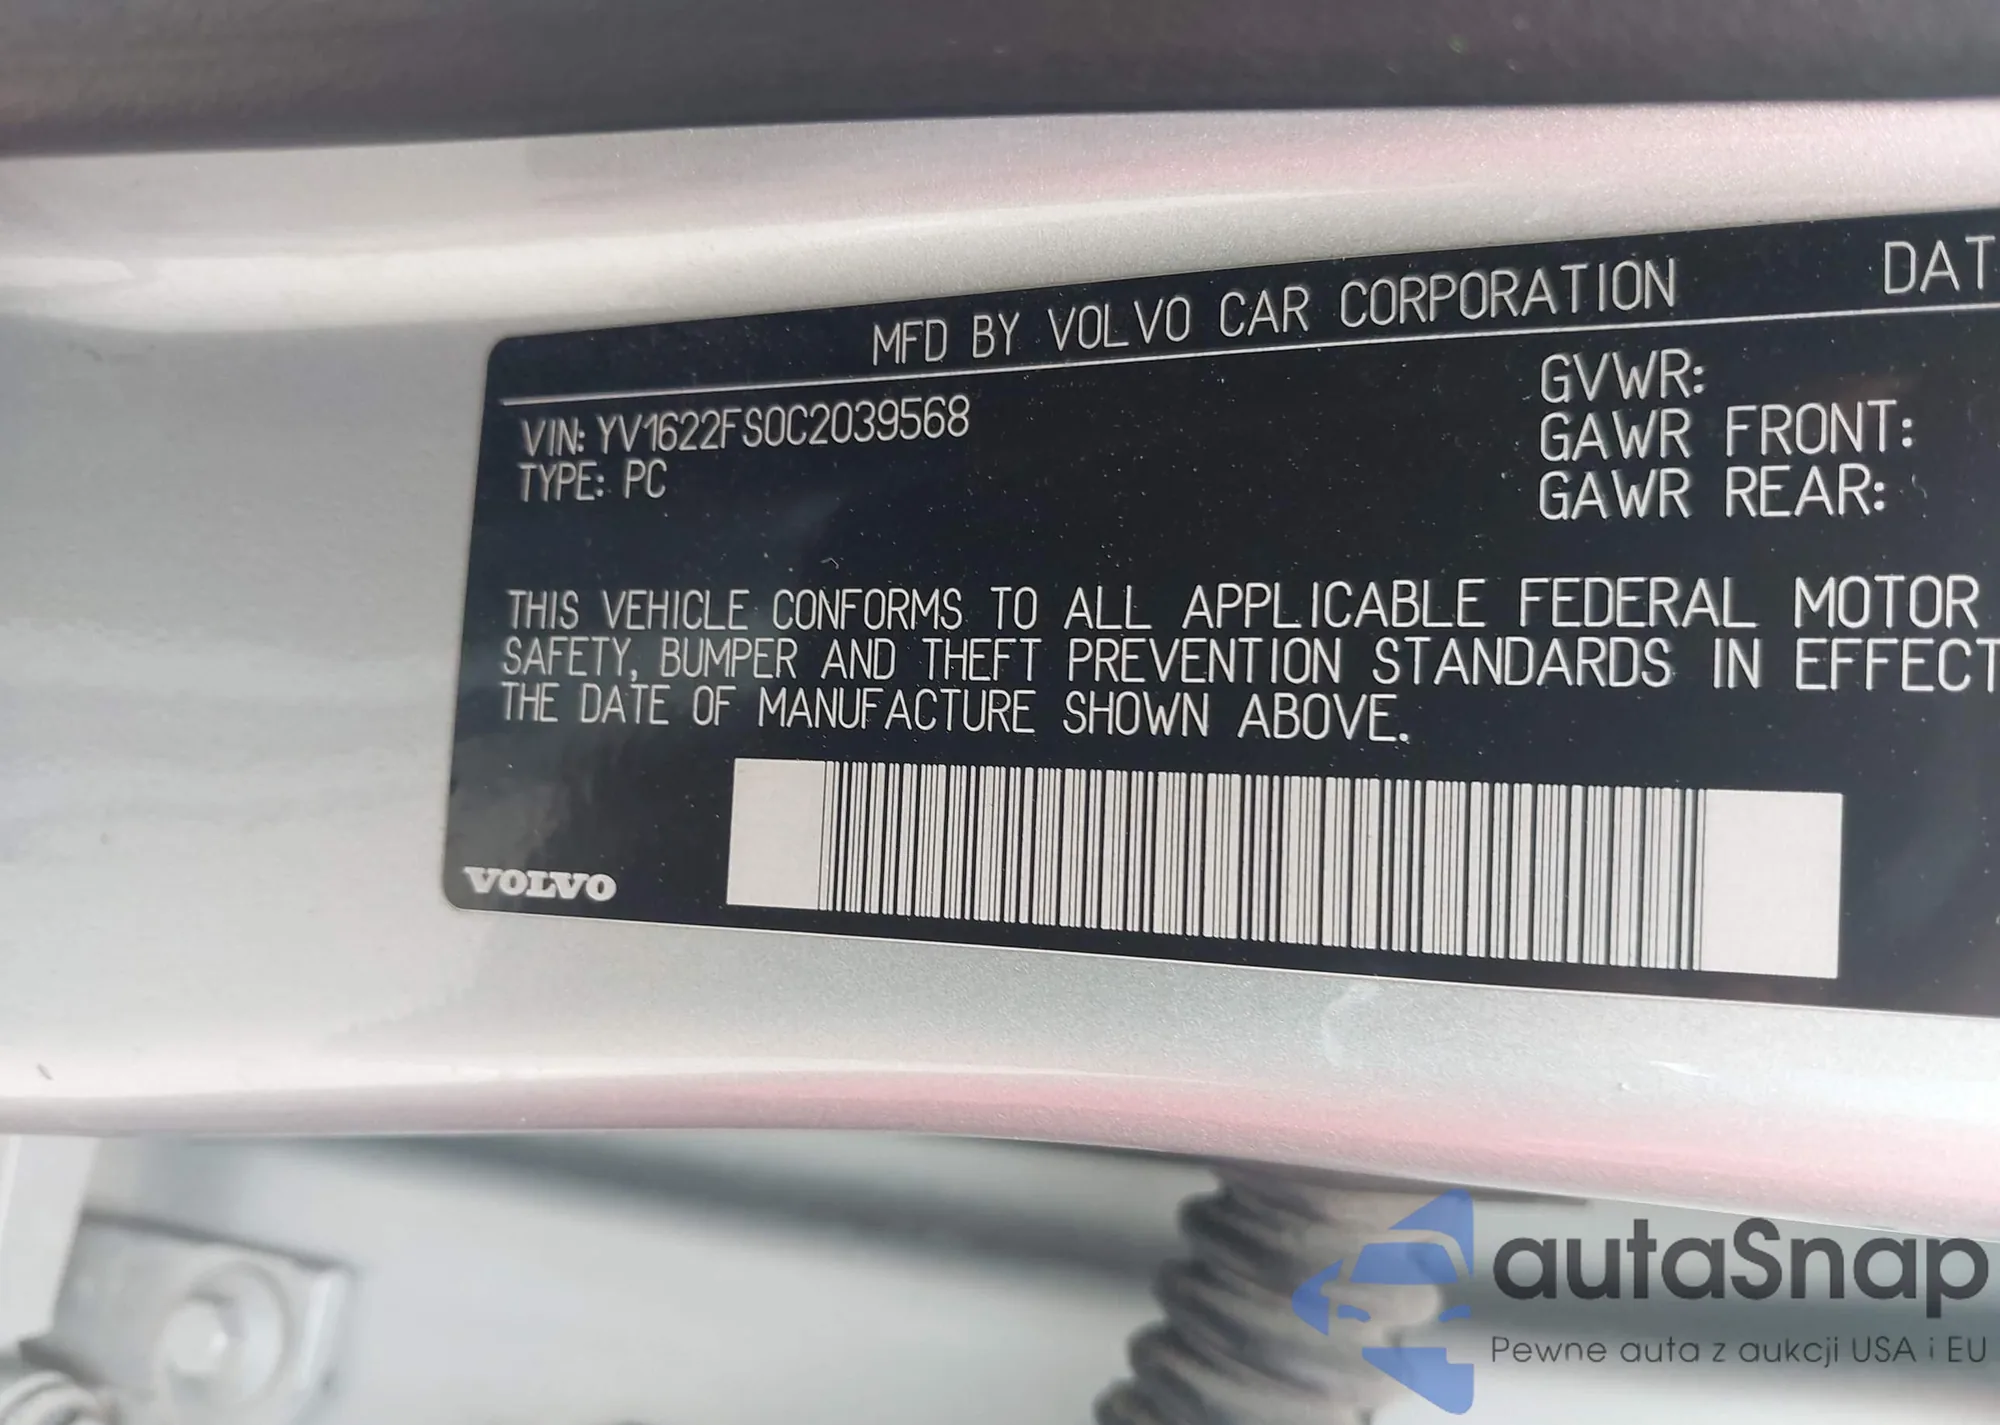 MFD BY VOLVO CAR CORPORATION DAT
VIN: YV1622FS0C2039568
TYPE: PC
GVWR:
GAWR FRONT:
GAWR REAR:
THIS VEHICLE CONFORMS TO ALL APPLICABLE FEDERAL MOTOR
SAFETY, BUMPER AND THEFT PREVENTION STANDARDS IN EFFECT
THE DATE OF MANUFACTURE SHOWN ABOVE.
VOLVO
autaSnap
Pewne auta z aukcji USA i EU